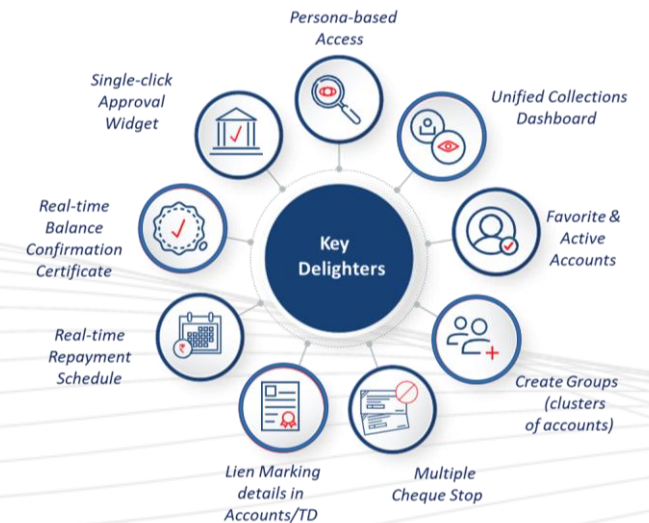 Persona-based
Access
Unified Collections
Dashboard
Favorite &
Active
Accounts
Create Groups
(clusters
of accounts)
Multiple
Cheque Stop
Lien Marking
details in
Accounts/TD
Real-time
Repayment
Schedule
₹
Real-time
Balance
Confirmation
Certificate
Single-click
Approval
Widget
Key
Delighters